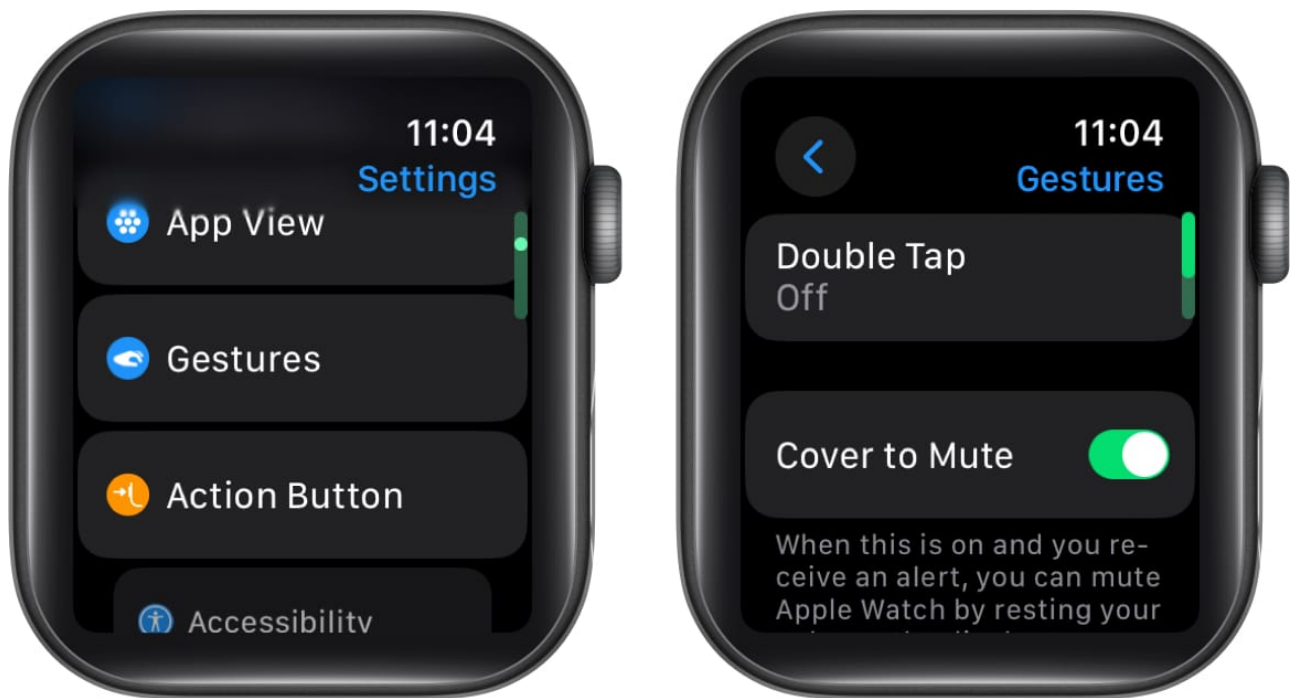 11:04
Settings
App View
Gestures
Action Button
Accessibility
11:04
Gestures
Double Tap
Off
Cover to Mute
When this is on and you re-
ceive an alert, you can mute
Apple Watch by resting your